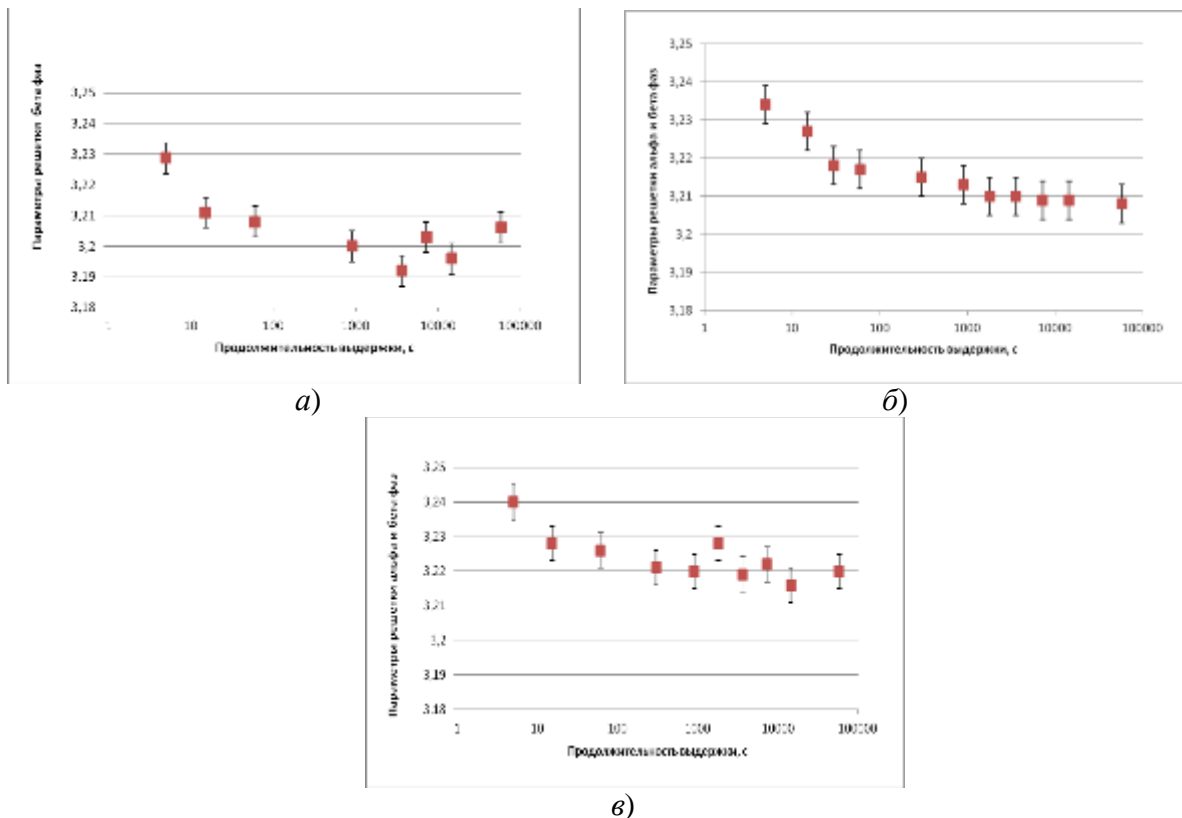 Параметры решетки бета фаз
3,25
3,24
3,23
3,22
3,21
3,2
3,19
3,18
1 10 100 1000 10000 100000
Продолжительность выдержки, с
а)
Параметры решетки альфа и бета фаз
3,25
3,24
3,23
3,22
3,21
3,2
3,19
3,18
1 10 100 1000 10000 100000
Продолжительность выдержки, с
б)
Параметры решетки альфа и бета фаз
3,25
3,24
3,23
3,22
3,21
3,2
3,19
3,18
1 10 100 1000 10000 100000
Продолжительность выдержки, с
в)